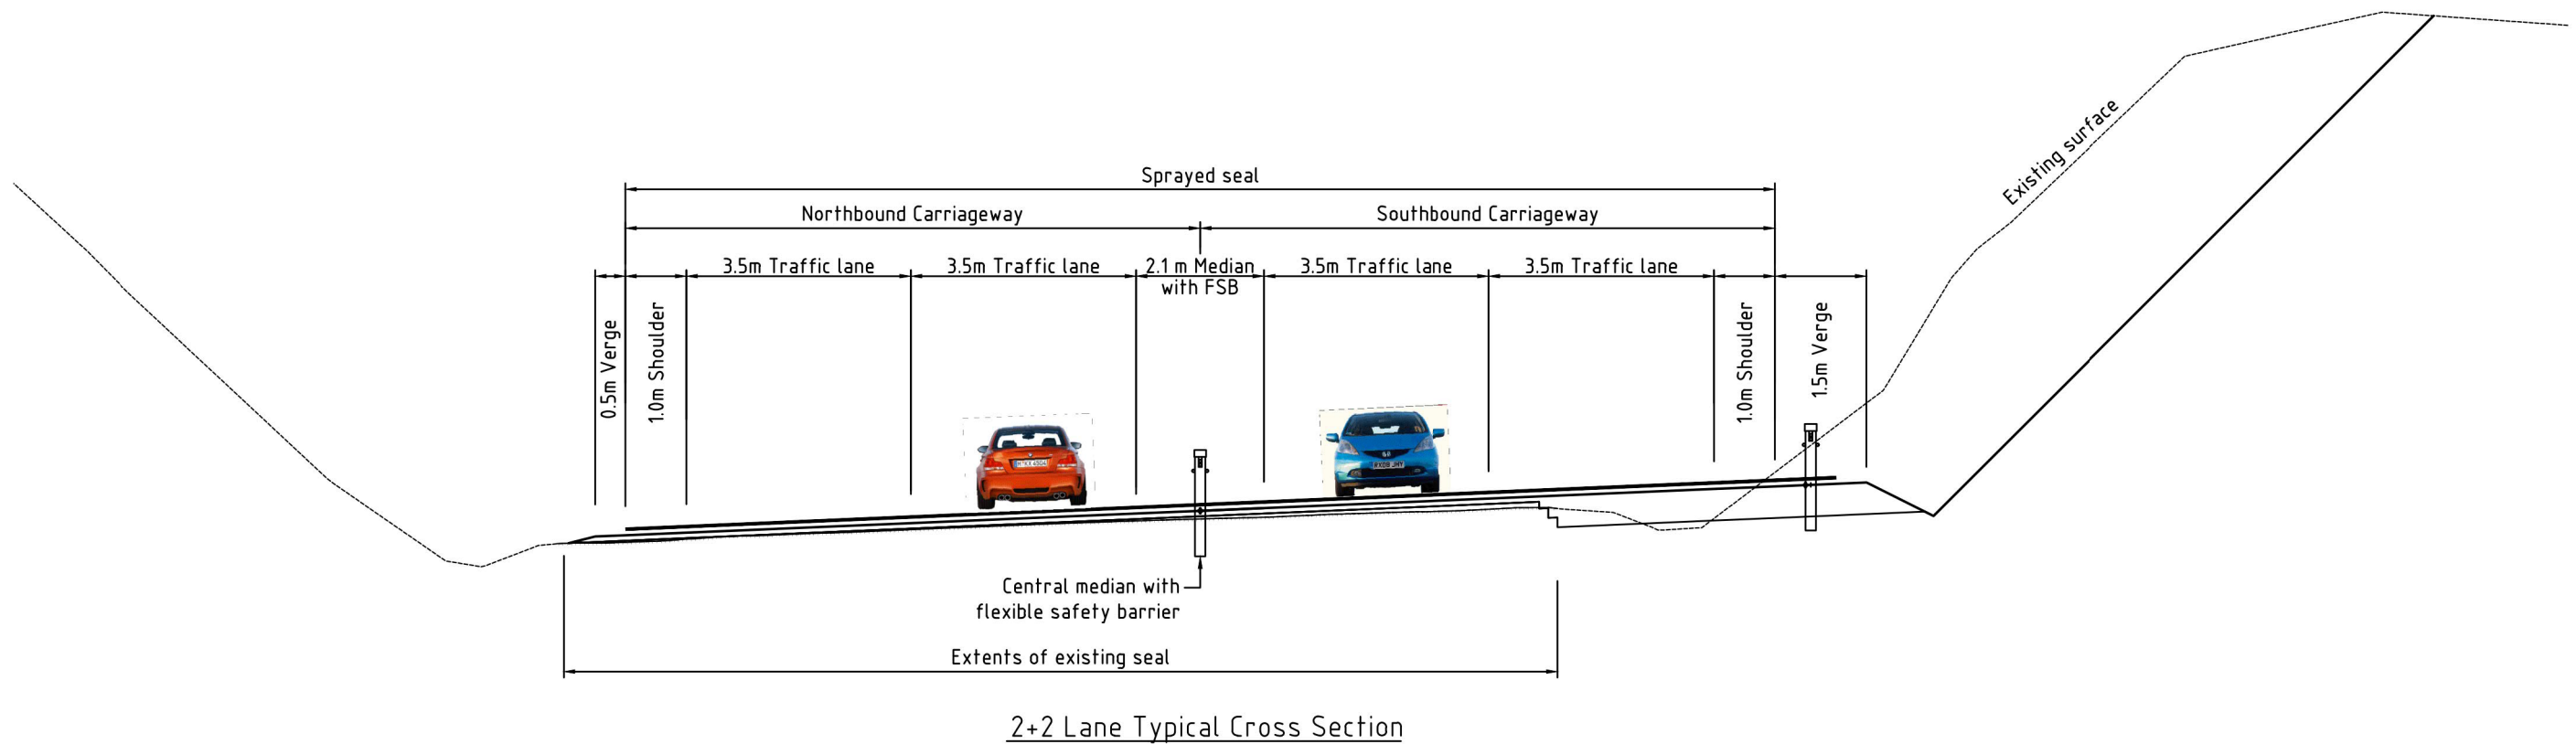 Existing surface
Sprayed seal
Northbound Carriageway
Southbound Carriageway
3.5m Traffic lane
3.5m Traffic lane
2.1 m Median
with FSB
3.5m Traffic lane
3.5m Traffic lane
0.5m Verge
1.0m Shoulder
1.0m Shoulder
1.5m Verge
Central median with
flexible safety barrier
Extents of existing seal
2+2 Lane Typical Cross Section